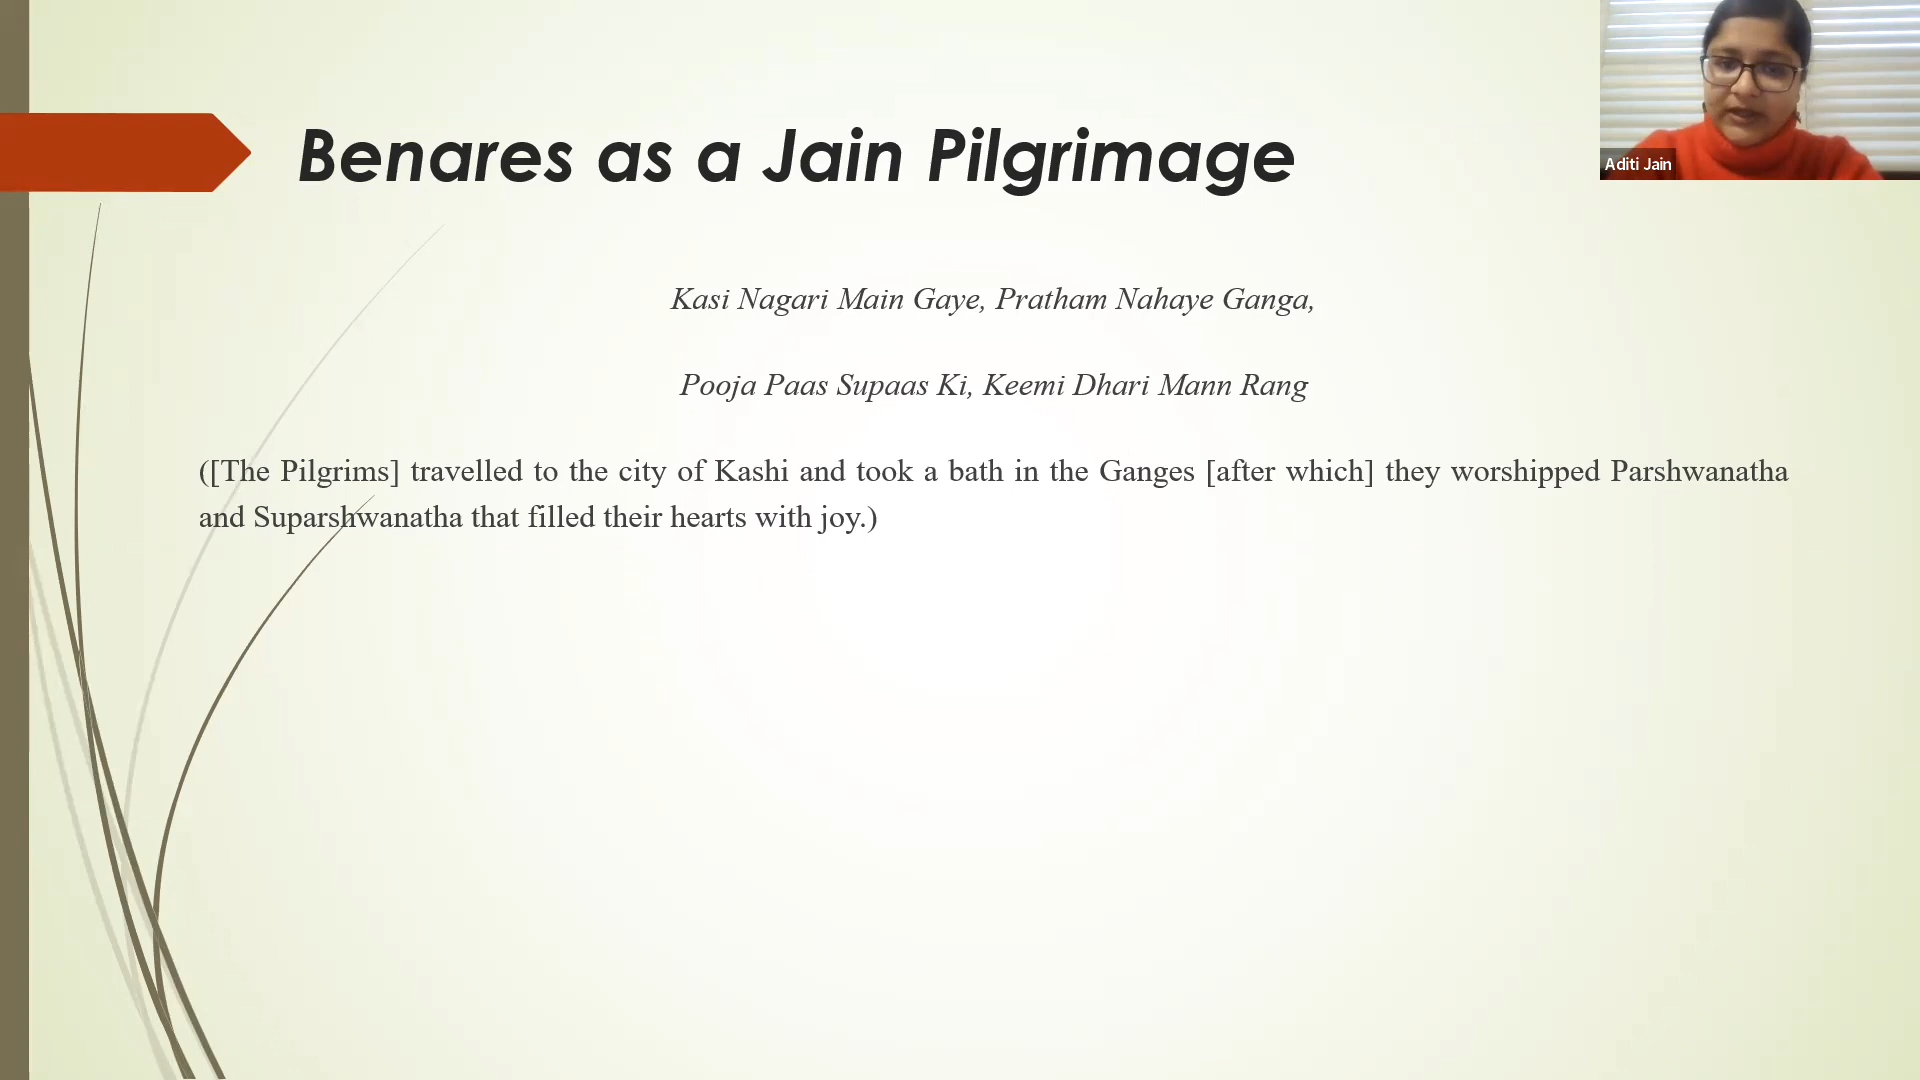 Benares as a Jain Pilgrimage
Aditi Jain
Kasi Nagari Main Gaye, Pratham Nahaye Ganga,
Pooja Paas Supaas Ki, Keemi Dhari Mann Rang
([The Pilgrims] travelled to the city of Kashi and took a bath in the Ganges [after which] they worshipped Parshwanatha
and Suparshwanatha that filled their hearts with joy.)